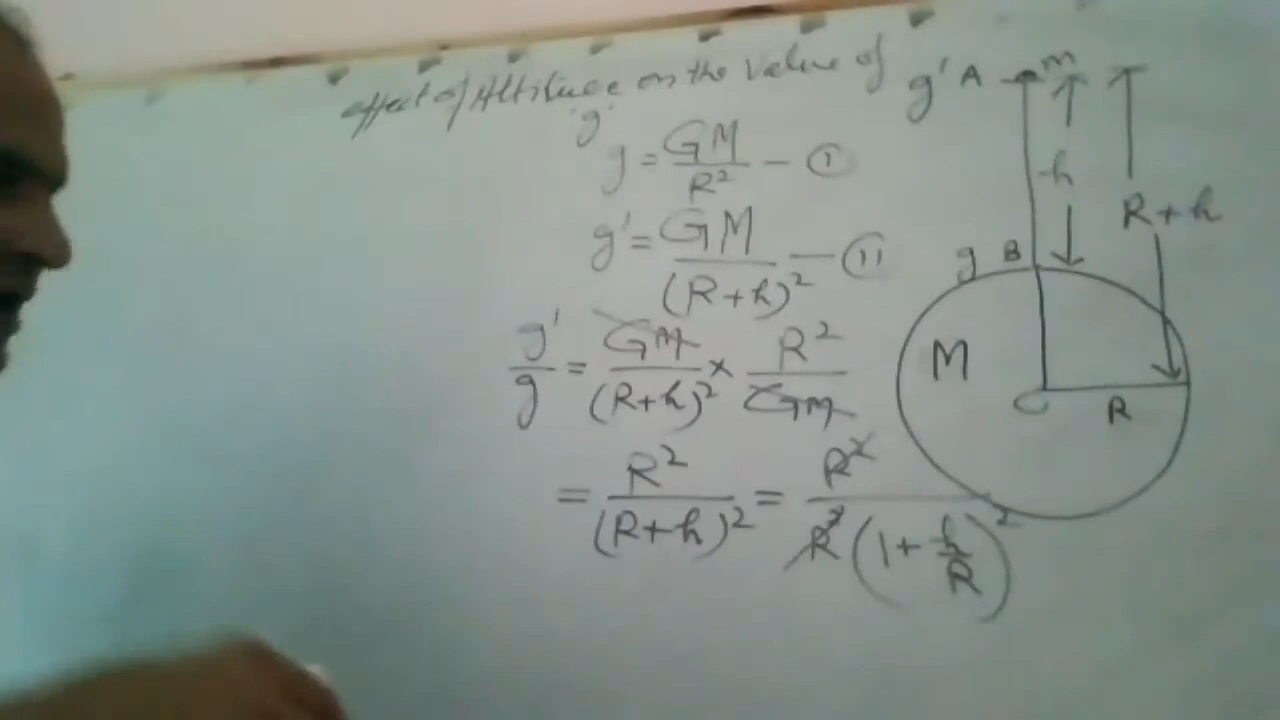 effect of Altitude on the value of
'g'
g = GM / R² — (I)
g' = GM / (R+h)² — (II)
g' / g = GM / (R+h)² × R² / GM
= R² / (R+h)² = R² / R² (1 + h/R)²
g' A m
h
R+h
g B
M
C
R